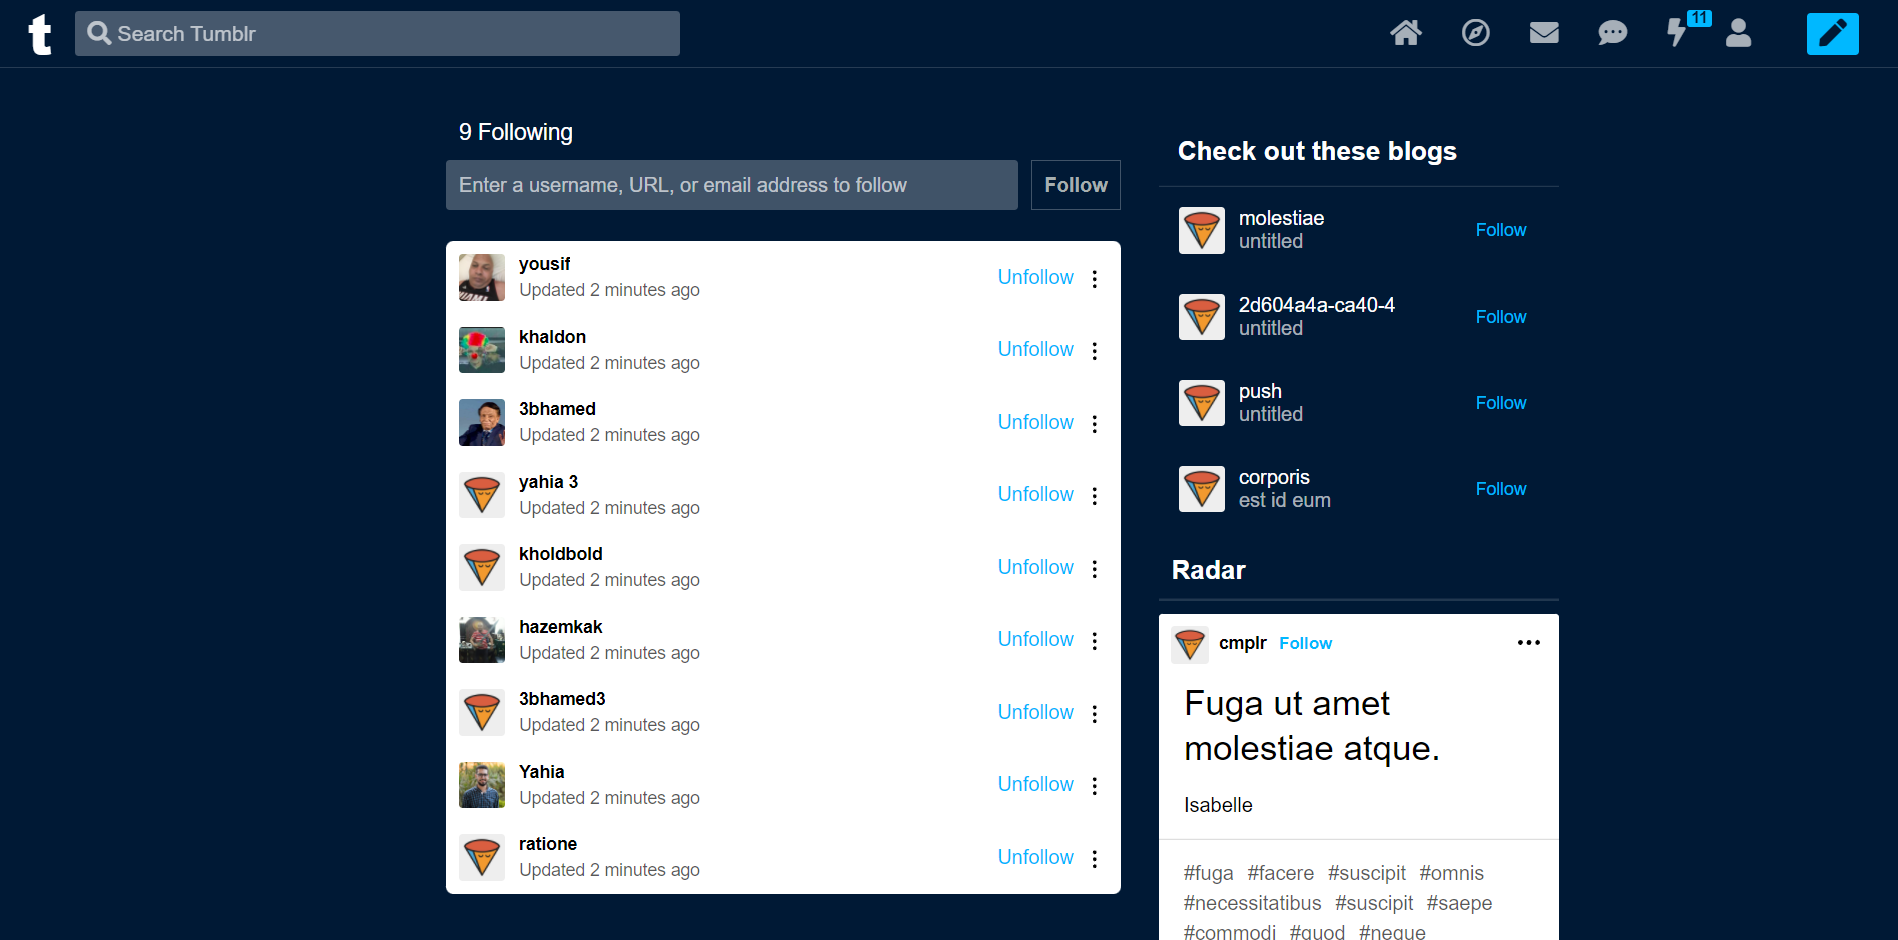 t
Search Tumblr
11
9 Following
Enter a username, URL, or email address to follow
Follow
yousif
Updated 2 minutes ago
Unfollow
khaldon
Updated 2 minutes ago
Unfollow
3bhamed
Updated 2 minutes ago
Unfollow
yahia 3
Updated 2 minutes ago
Unfollow
kholdbold
Updated 2 minutes ago
Unfollow
hazemkak
Updated 2 minutes ago
Unfollow
3bhamed3
Updated 2 minutes ago
Unfollow
Yahia
Updated 2 minutes ago
Unfollow
ratione
Updated 2 minutes ago
Unfollow
Check out these blogs
molestiae
untitled
Follow
2d604a4a-ca40-4
untitled
Follow
push
untitled
Follow
corporis
est id eum
Follow
Radar
cmplr Follow
Fuga ut amet
molestiae atque.
Isabelle
#fuga #facere #suscipit #omnis
#necessitatibus #suscipit #saepe
#commodi #quod #neque